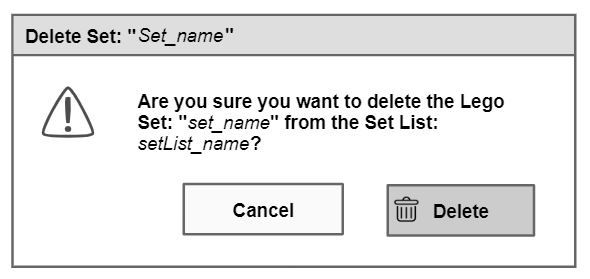 Delete Set: "Set_name"
Are you sure you want to delete the Lego
Set: "set_name" from the Set List:
setList_name?
Cancel
Delete